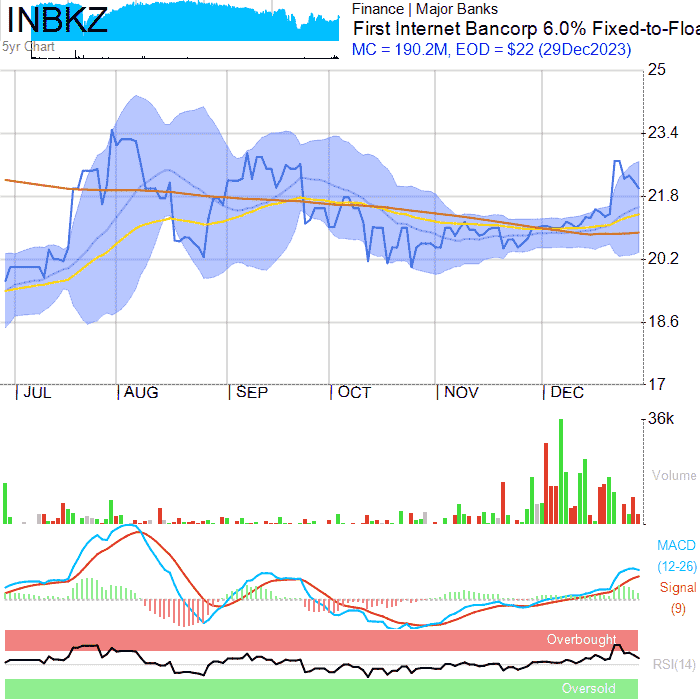 INBKZ
5yr Chart
Finance | Major Banks
First Internet Bancorp 6.0% Fixed-to-Floa
MC = 190.2M, EOD = $22 (29Dec2023)
25
23.4
21.8
20.2
18.6
17
JUL AUG SEP OCT NOV DEC
36k
Volume
MACD
(12-26)
Signal
(9)
Overbought
RSI(14)
Oversold